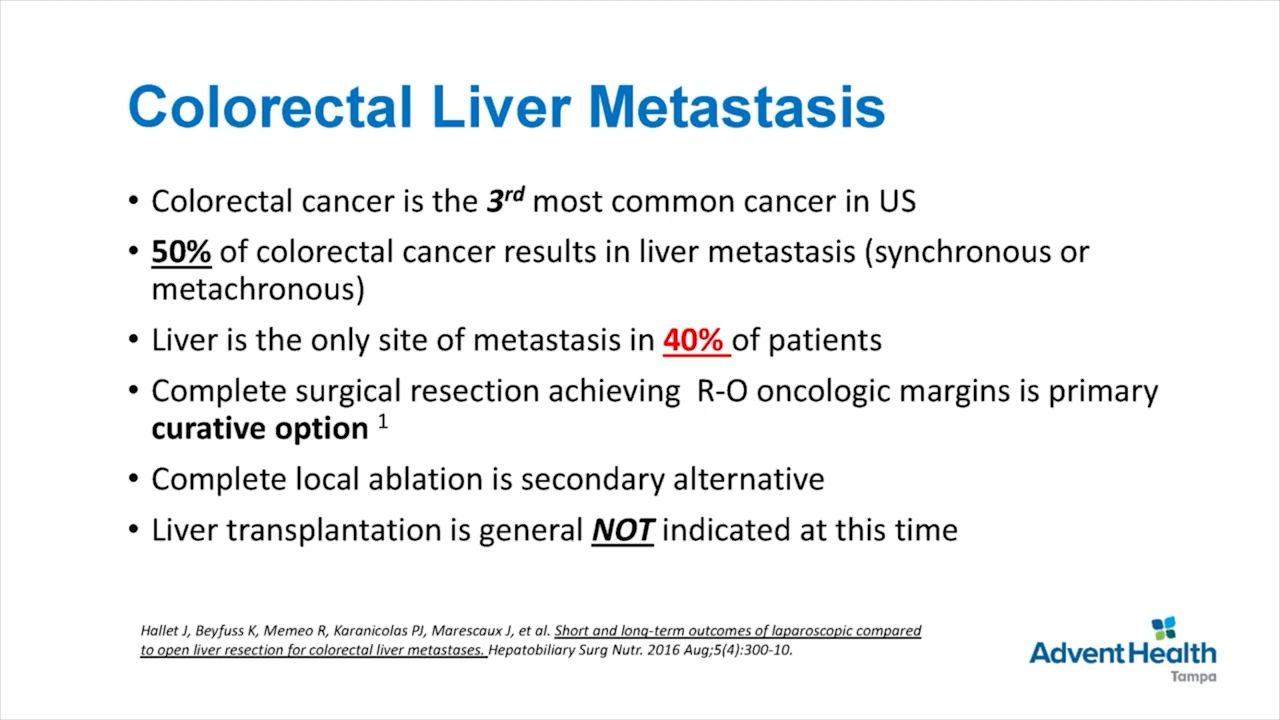 Colorectal Liver Metastasis
• Colorectal cancer is the 3rd most common cancer in US
• 50% of colorectal cancer results in liver metastasis (synchronous or
metachronous)
• Liver is the only site of metastasis in 40% of patients
• Complete surgical resection achieving  R-O oncologic margins is primary
curative option 1
• Complete local ablation is secondary alternative
• Liver transplantation is general NOT indicated at this time
Hallet J, Beyfuss K, Memeo R, Karanicolas PJ, Marescaux J, et al. Short and long-term outcomes of laparoscopic compared
to open liver resection for colorectal liver metastases. Hepatobiliary Surg Nutr. 2016 Aug;5(4):300-10.
Advent Health
Tampa